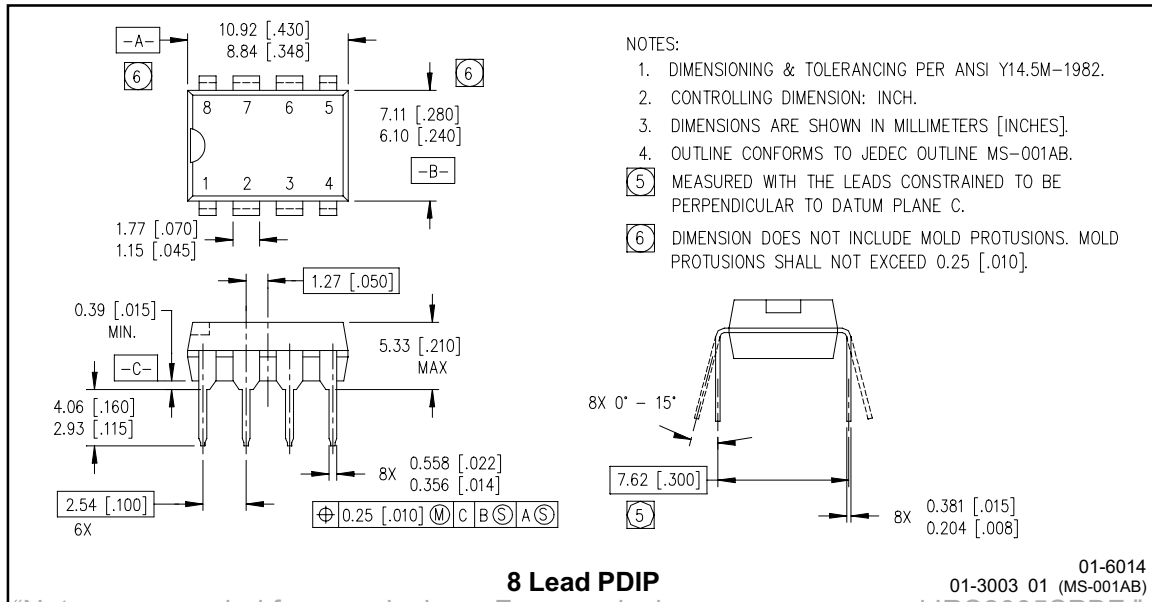 -A-
10.92 [.430]
8.84 [.348]
6
6
8 7 6 5
7.11 [.280]
6.10 [.240]
-B-
1 2 3 4
1.77 [.070]
1.15 [.045]
1.27 [.050]
0.39 [.015]
MIN.
5.33 [.210]
MAX
-C-
4.06 [.160]
2.93 [.115]
8X 0.558 [.022]
0.356 [.014]
2.54 [.100]
6X
⌖ 0.25 [.010] Ⓜ C B Ⓢ A Ⓢ
NOTES:
1. DIMENSIONING & TOLERANCING PER ANSI Y14.5M-1982.
2. CONTROLLING DIMENSION: INCH.
3. DIMENSIONS ARE SHOWN IN MILLIMETERS [INCHES].
4. OUTLINE CONFORMS TO JEDEC OUTLINE MS-001AB.
5 MEASURED WITH THE LEADS CONSTRAINED TO BE
PERPENDICULAR TO DATUM PLANE C.
6 DIMENSION DOES NOT INCLUDE MOLD PROTUSIONS. MOLD
PROTUSIONS SHALL NOT EXCEED 0.25 [.010].
8X 0° - 15°
7.62 [.300]
5
8X 0.381 [.015]
0.204 [.008]
8 Lead PDIP
01-6014
01-3003 01 (MS-001AB)